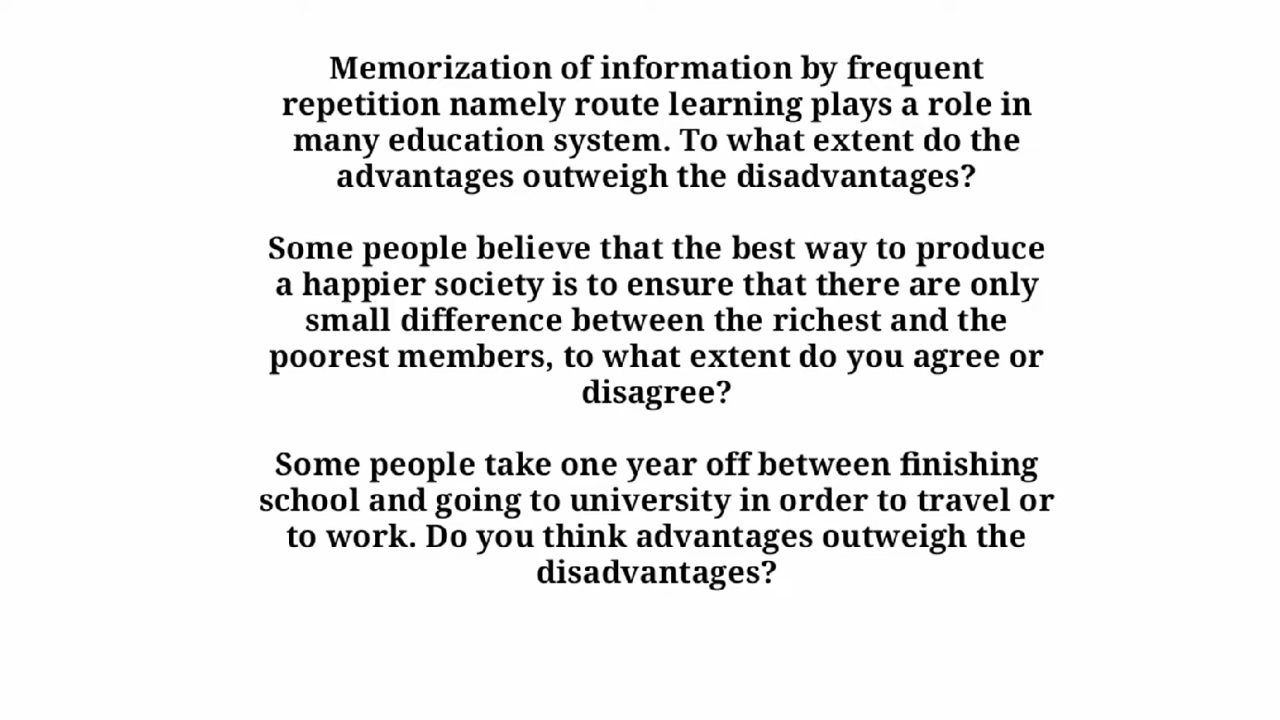 Memorization of information by frequent
repetition namely route learning plays a role in
many education system. To what extent do the
advantages outweigh the disadvantages?
Some people believe that the best way to produce
a happier society is to ensure that there are only
small difference between the richest and the
poorest members, to what extent do you agree or
disagree?
Some people take one year off between finishing
school and going to university in order to travel or
to work. Do you think advantages outweigh the
disadvantages?